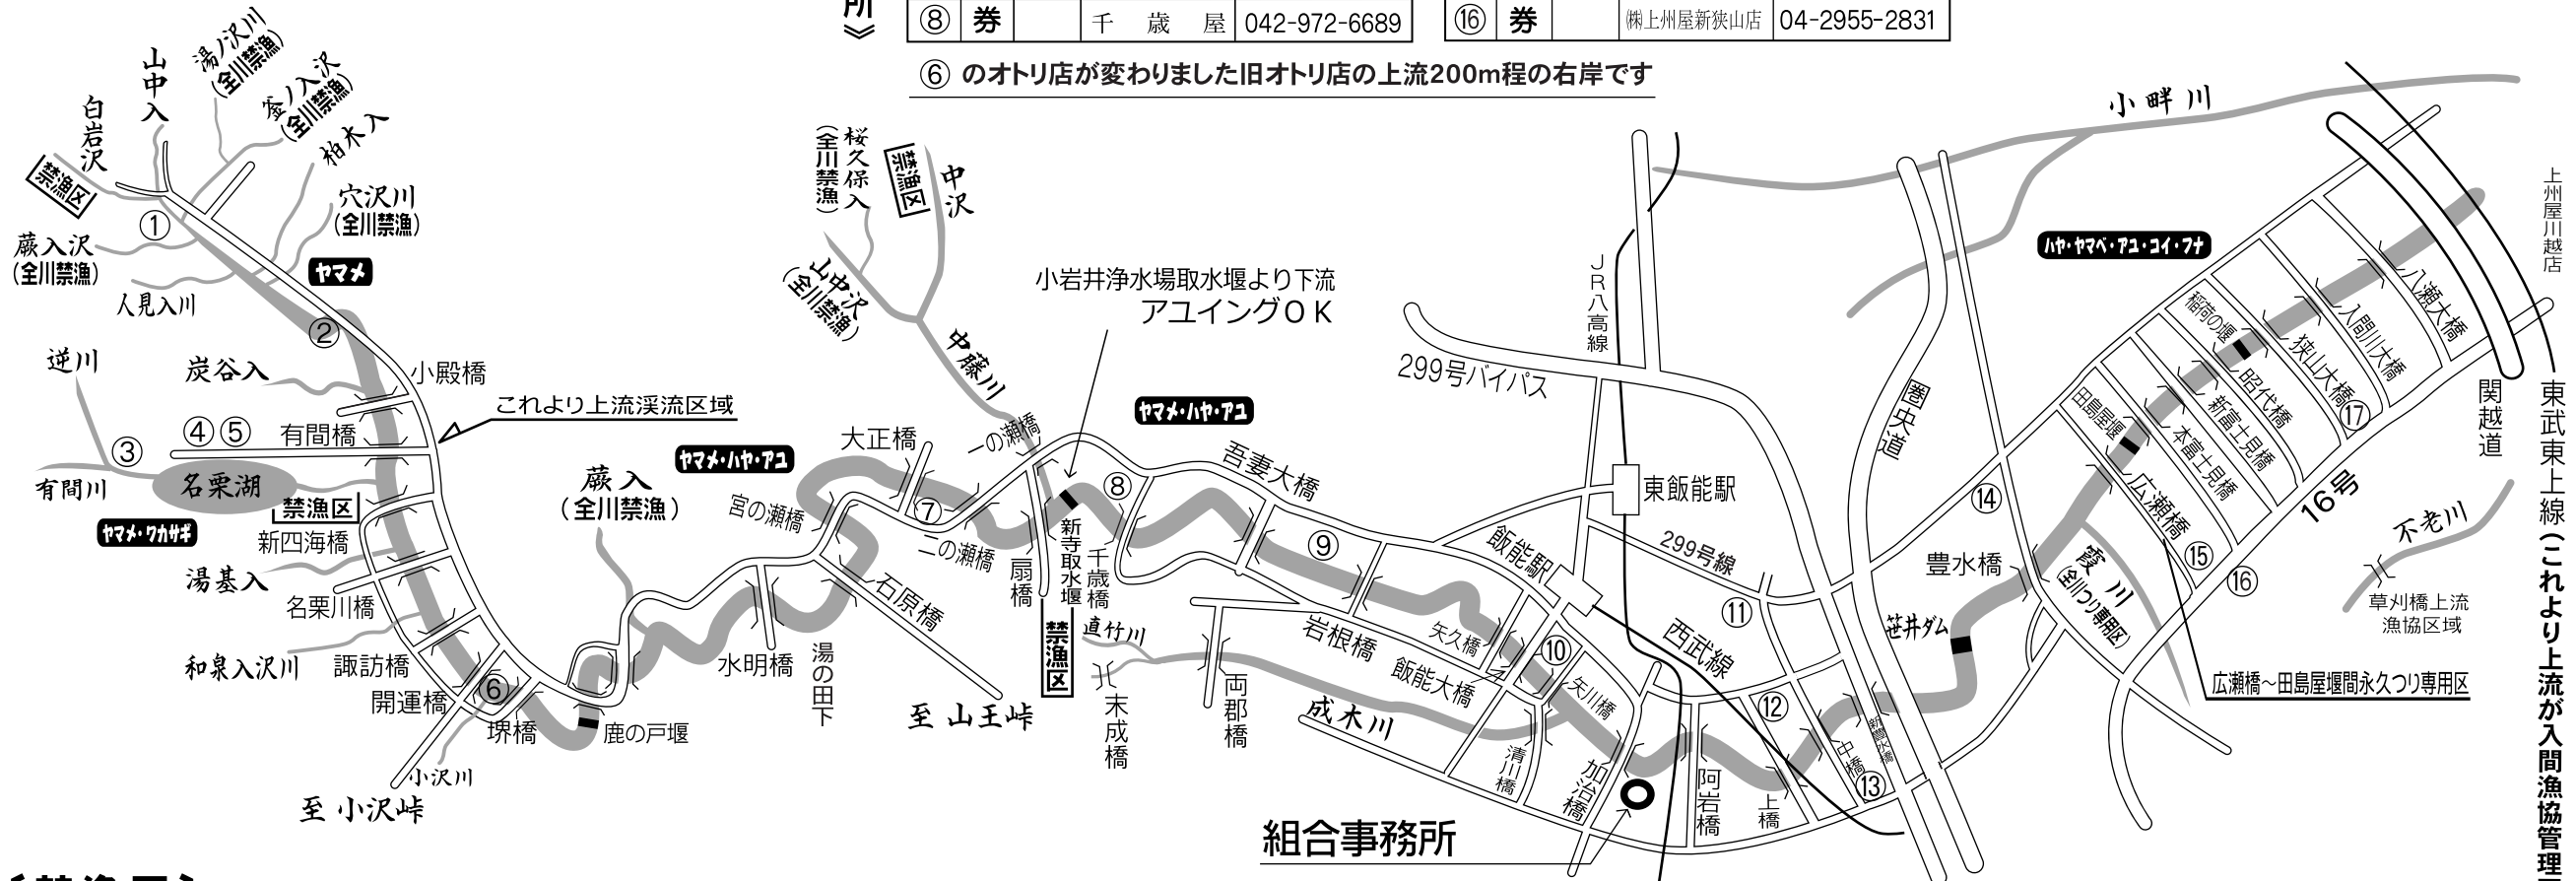 所》
⑧ 券 千歳屋 042-972-6689
⑯ 券 ㈱上州屋新狭山店 04-2955-2831
⑥ のオトリ店が変わりました旧オトリ店の上流200m程の右岸です
湯ノ沢川
(全川禁漁)
山中入
釜ノ入沢
(全川禁漁)
白岩沢
柏木入
禁漁区
穴沢川
(全川禁漁)
①
蕨入沢
(全川禁漁)
ヤマメ
人見入川
②
逆川
炭谷入
小殿橋
これより上流渓流区域
④ ⑤
有間橋
③
有間川
名栗湖
禁漁区
ヤマメ・ワカサギ
新四海橋
湯基入
名栗川橋
和泉入沢川
諏訪橋
開運橋
⑥
堺橋
小沢川
至 小沢峠
鹿の戸堰
蕨入
(全川禁漁)
水明橋
湯の田下
石原橋
至 山王峠
宮の瀬橋
ヤマメ・ハヤ・アユ
大正橋
⑦
一の瀬橋
二の瀬橋
桜久保入
(全川禁漁)
禁漁区
中沢
山中沢
(全川禁漁)
中藤川
小岩井浄水場取水堰より下流
アユイングOK
ヤマメ・ハヤ・アユ
扇橋
新寺取水堰
禁漁区
⑧
千歳橋
吾妻大橋
直竹川
末成橋
両郡橋
⑨
岩根橋
成木川
飯能大橋
矢久橋
⑩
矢川橋
清川橋
加治橋
組合事務所
299号バイパス
JR八高線
東飯能駅
飯能駅
299号線
西武線
⑪
⑫
阿岩橋
上橋
中橋
⑬
新豊水橋
圏央道
笹井ダム
豊水橋
⑭
小畔川
ハヤ・ヤマベ・アユ・コイ・フナ
霞川
(全川つり専用区)
広瀬橋
⑮
⑯
田島屋堰
本富士見橋
新富士見橋
稲荷の堰
昭代橋
狭山大橋
⑰
入間川大橋
八瀬大橋
16号
広瀬橋〜田島屋堰間永久つり専用区
不老川
草刈橋上流
漁協区域
関越道
上州屋川越店
東武東上線(これより上流が入間漁協管理